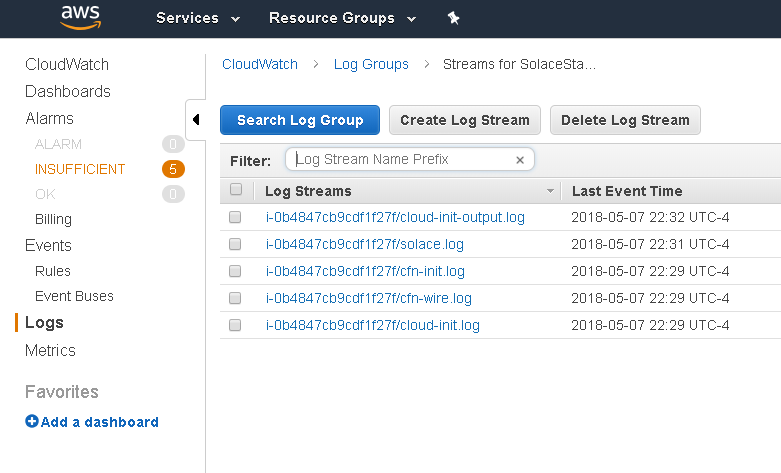 aws Services Resource Groups
CloudWatch
Dashboards
Alarms
ALARM 0
INSUFFICIENT 5
OK 0
Billing
Events
Rules
Event Buses
Logs
Metrics
Favorites
Add a dashboard
CloudWatch > Log Groups > Streams for SolaceSta...
Search Log Group Create Log Stream Delete Log Stream
Filter: Log Stream Name Prefix ×
Log Streams Last Event Time
i-0b4847cb9cdf1f27f/cloud-init-output.log 2018-05-07 22:32 UTC-4
i-0b4847cb9cdf1f27f/solace.log 2018-05-07 22:31 UTC-4
i-0b4847cb9cdf1f27f/cfn-init.log 2018-05-07 22:29 UTC-4
i-0b4847cb9cdf1f27f/cfn-wire.log 2018-05-07 22:29 UTC-4
i-0b4847cb9cdf1f27f/cloud-init.log 2018-05-07 22:29 UTC-4